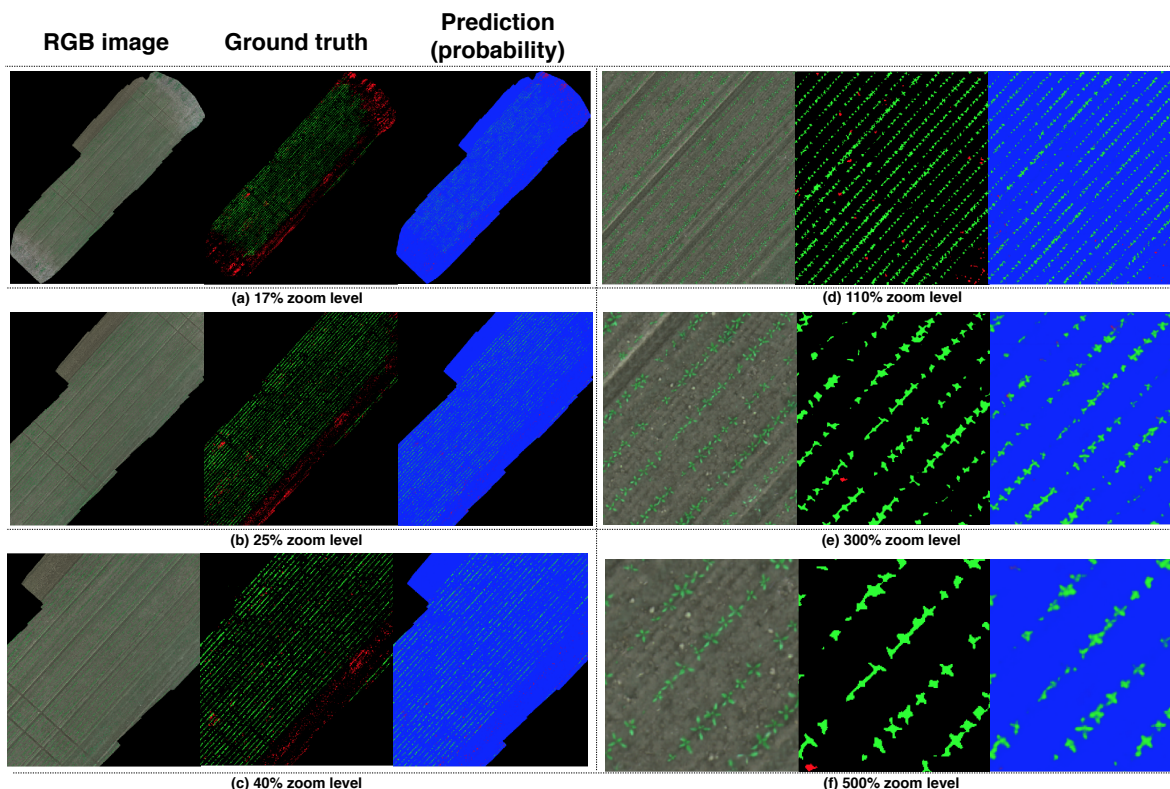 RGB image
Ground truth
Prediction
(probability)
(a) 17% zoom level
(d) 110% zoom level
(b) 25% zoom level
(e) 300% zoom level
(c) 40% zoom level
(f) 500% zoom level